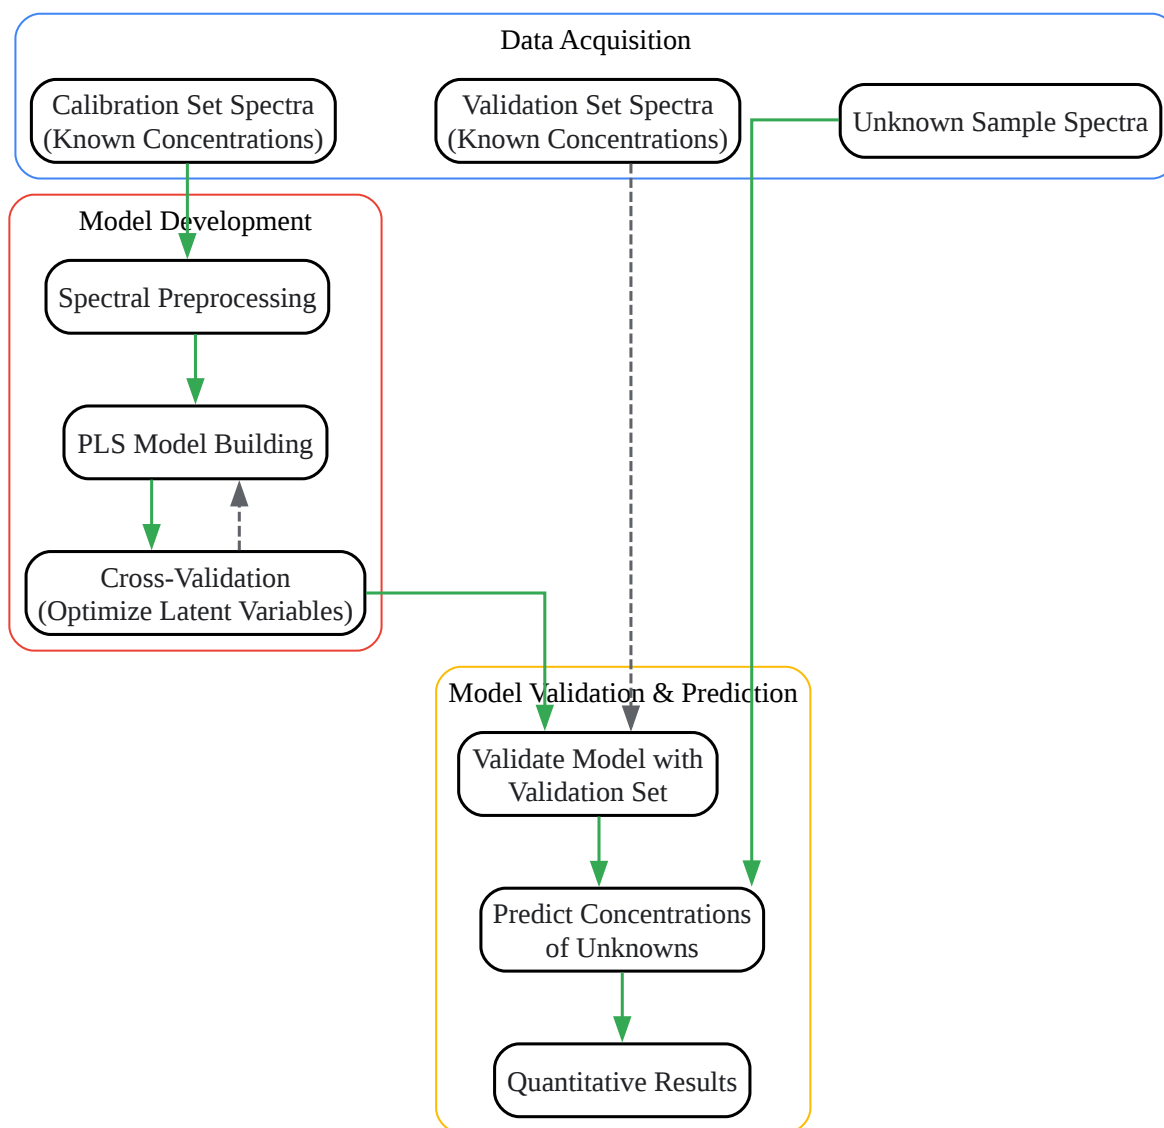 Data Acquisition
Calibration Set Spectra
(Known Concentrations)
Validation Set Spectra
(Known Concentrations)
Unknown Sample Spectra
Model Development
Spectral Preprocessing
PLS Model Building
Cross-Validation
(Optimize Latent Variables)
Model Validation & Prediction
Validate Model with
Validation Set
Predict Concentrations
of Unknowns
Quantitative Results